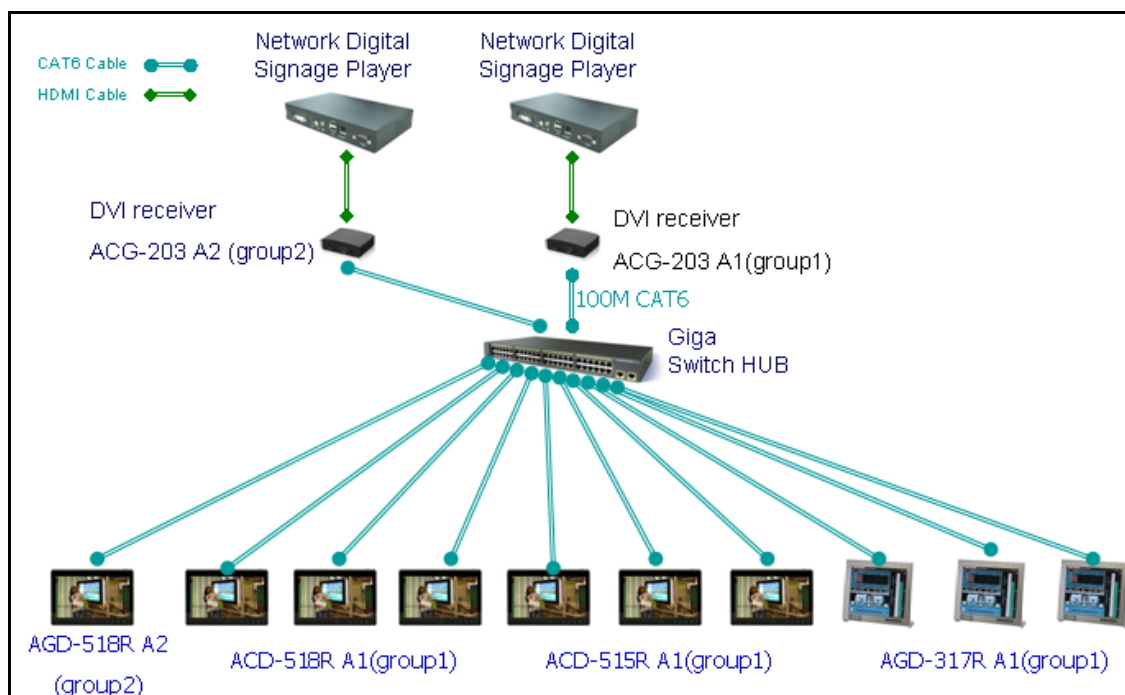 CAT6 Cable
HDMI Cable
Network Digital
Signage Player
Network Digital
Signage Player
DVI receiver
ACG-203 A2 (group2)
DVI receiver
ACG-203 A1(group1)
100M CAT6
Giga
Switch HUB
AGD-518R A2
(group2)
ACD-518R A1(group1)
ACD-515R A1(group1)
AGD-317R A1(group1)